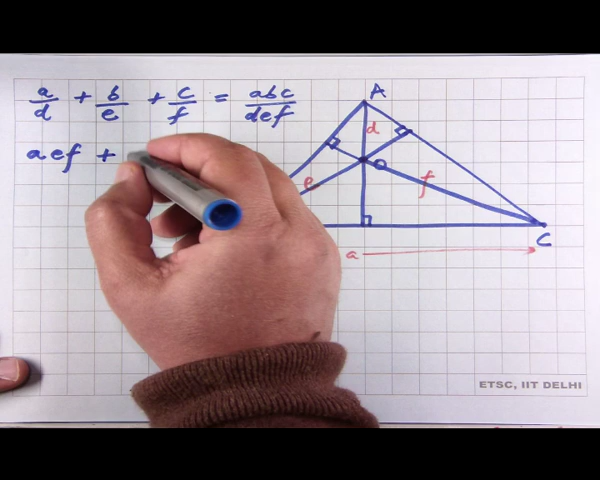 a/d + b/e + c/f = abc/def
aef +
A
d
O
e
f
a
C
ETSC, IIT DELHI